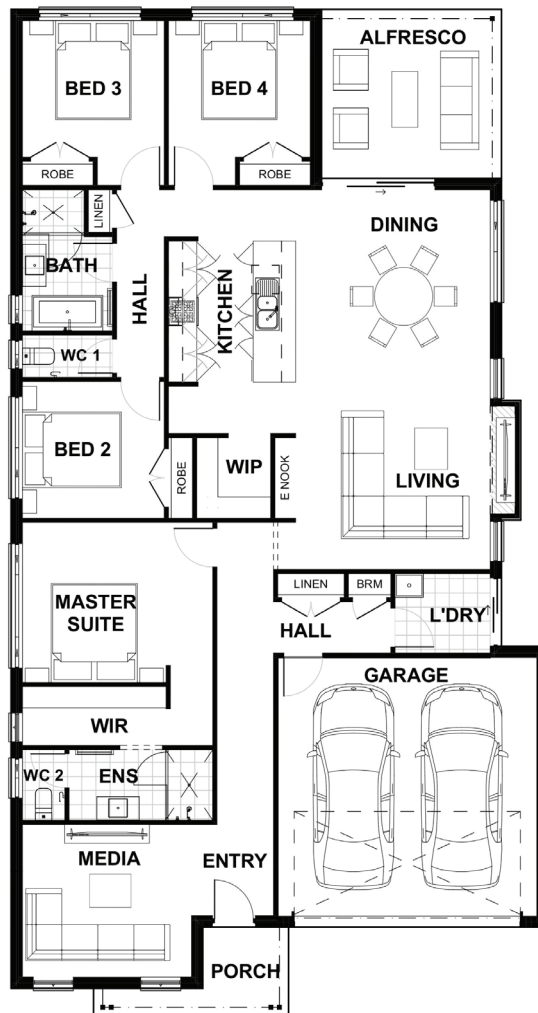 ALFRESCO
BED 3
BED 4
ROBE
ROBE
LINEN
DINING
BATH
HALL
KITCHEN
WC 1
BED 2
ROBE
WIP
E NOOK
LIVING
LINEN
BRM
MASTER
SUITE
HALL
L'DRY
GARAGE
WIR
WC 2
ENS
MEDIA
ENTRY
PORCH